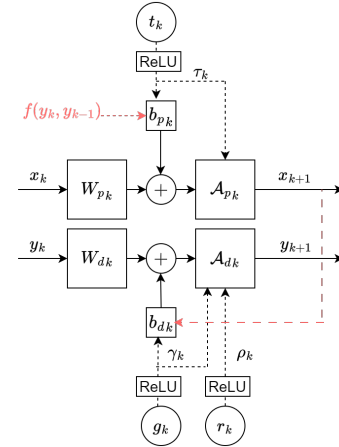 t_k
ReLU
τ_k
f(y_k, y_{k−1})
b_{p_k}
x_k
W_{p_k}
+
𝒜_{p_k}
x_{k+1}
y_k
W_{d_k}
+
𝒜_{d_k}
y_{k+1}
b_{d_k}
γ_k
ρ_k
ReLU
ReLU
g_k
r_k